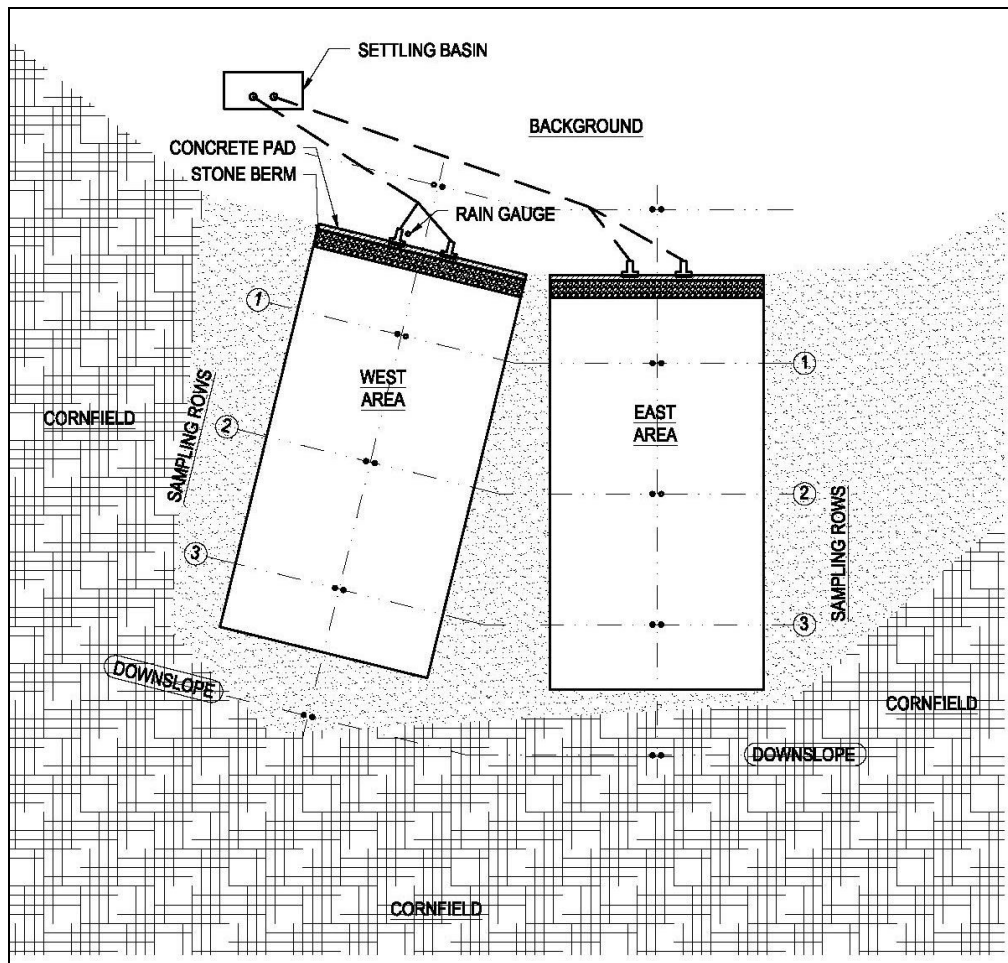 SETTLING BASIN
BACKGROUND
CONCRETE PAD
STONE BERM
RAIN GAUGE
1
1
WEST
AREA
EAST
AREA
CORNFIELD
SAMPLING ROWS
2
2
SAMPLING ROWS
3
3
DOWNSLOPE
CORNFIELD
DOWNSLOPE
CORNFIELD